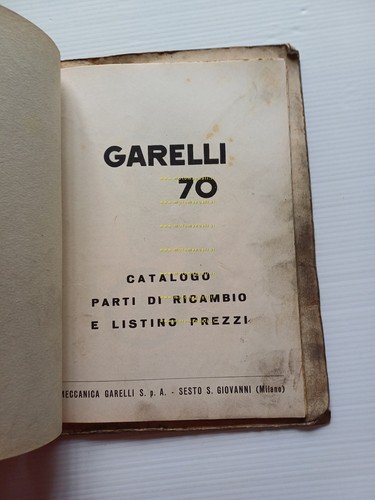 GARELLI
70
CATALOGO
PARTI DI RICAMBIO
E LISTINO PREZZI
MECCANICA GARELLI S. p. A. - SESTO S. GIOVANNI (Milano)